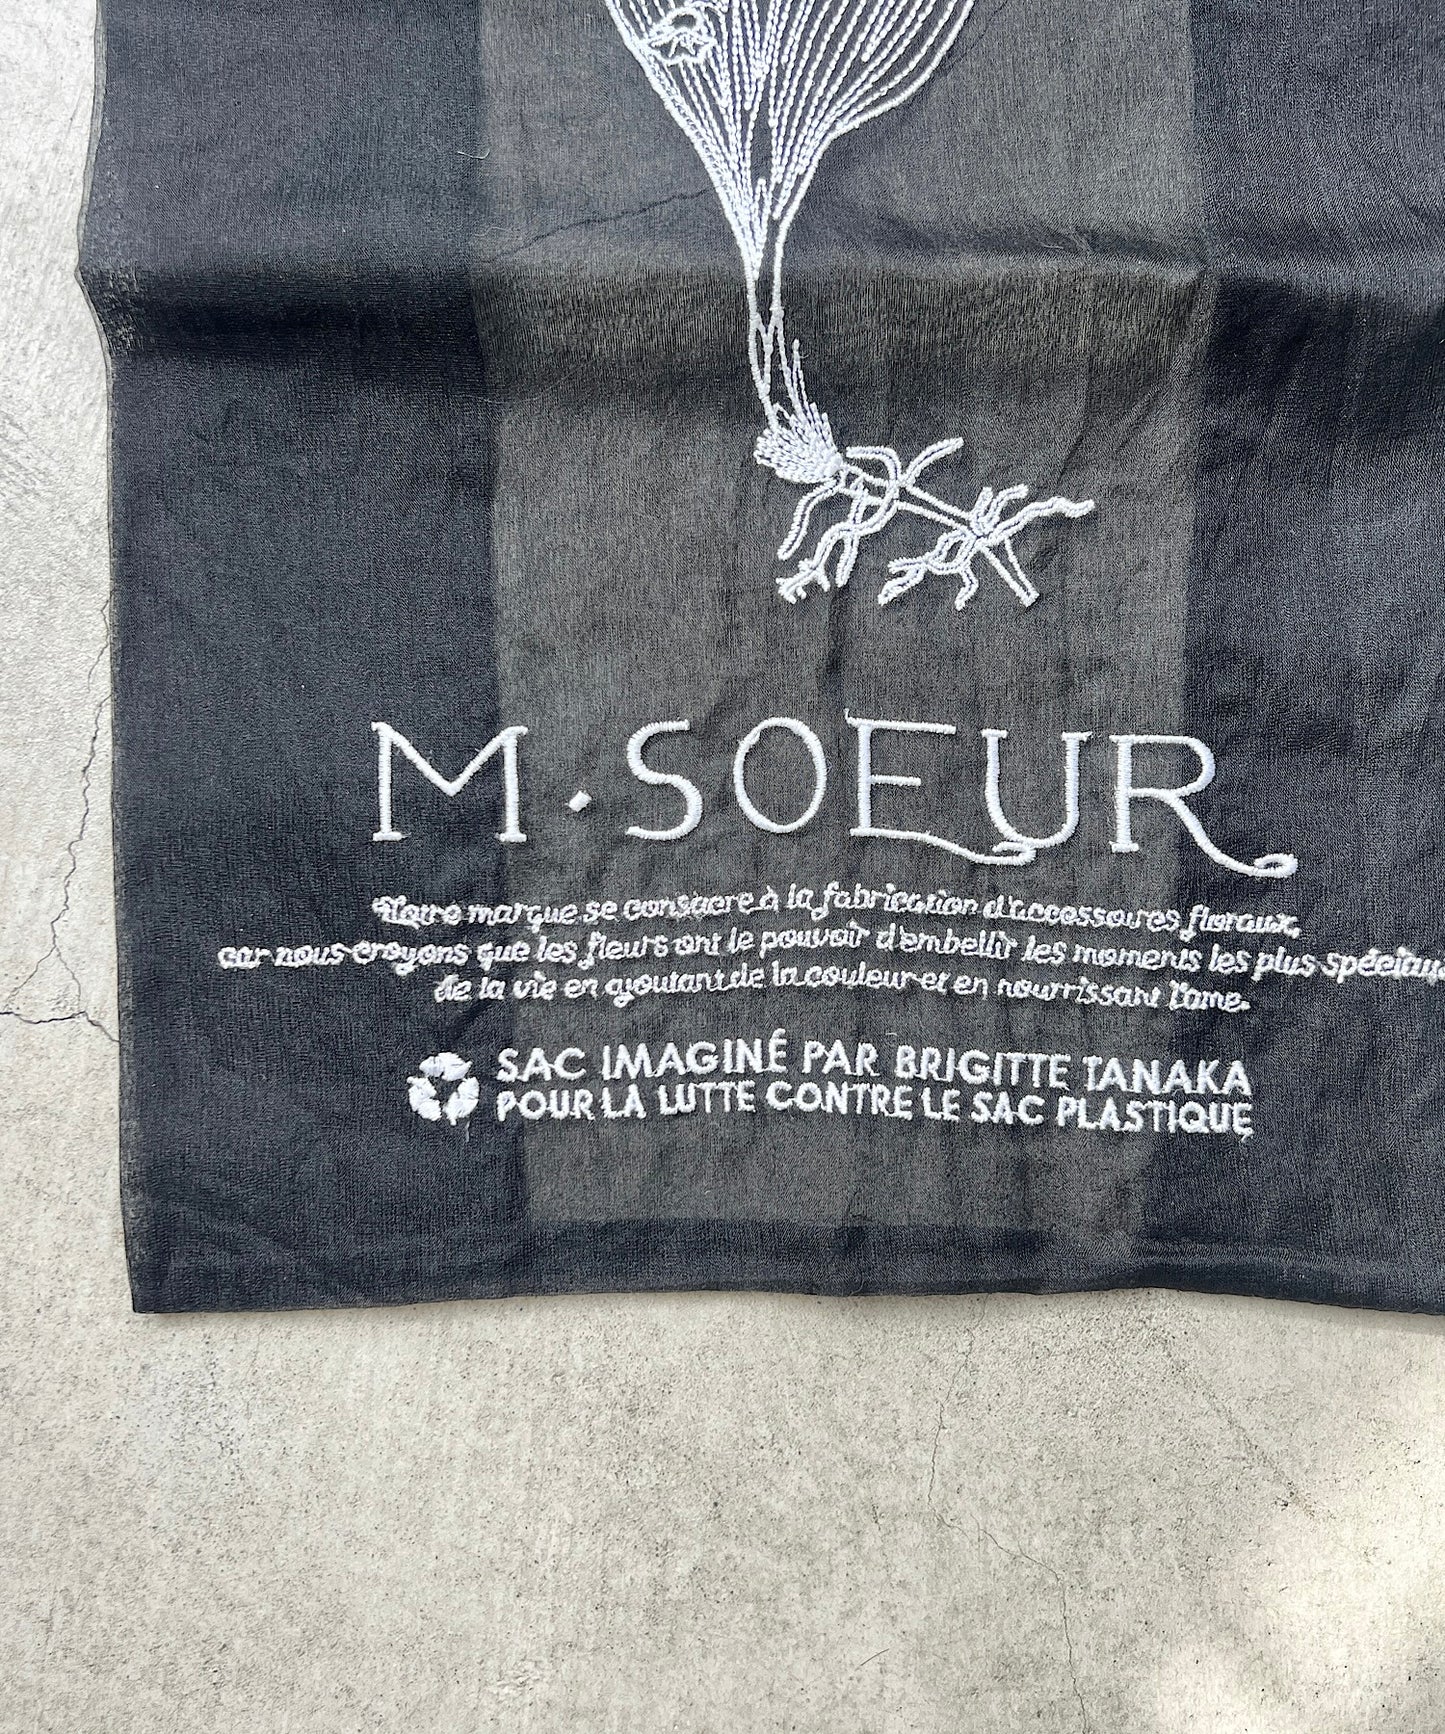 M·SOEUR
Notre marque se consacre à la fabrication d'accessoires floraux,
car nous croyons que les fleurs ont le pouvoir d'embellir les moments les plus spéciau
de la vie en ajoutant de la couleur et en nourrissant l'ame.
SAC IMAGINÉ PAR BRIGITTE TANAKA
POUR LA LUTTE CONTRE LE SAC PLASTIQUE